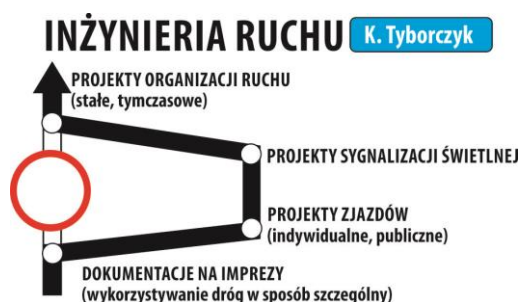 INŻYNIERIA RUCHU K. Tyborczyk
PROJEKTY ORGANIZACJI RUCHU
(stałe, tymczasowe)
PROJEKTY SYGNALIZACJI ŚWIETLNEJ
PROJEKTY ZJAZDÓW
(indywidualne, publiczne)
DOKUMENTACJE NA IMPREZY
(wykorzystywanie dróg w sposób szczególny)